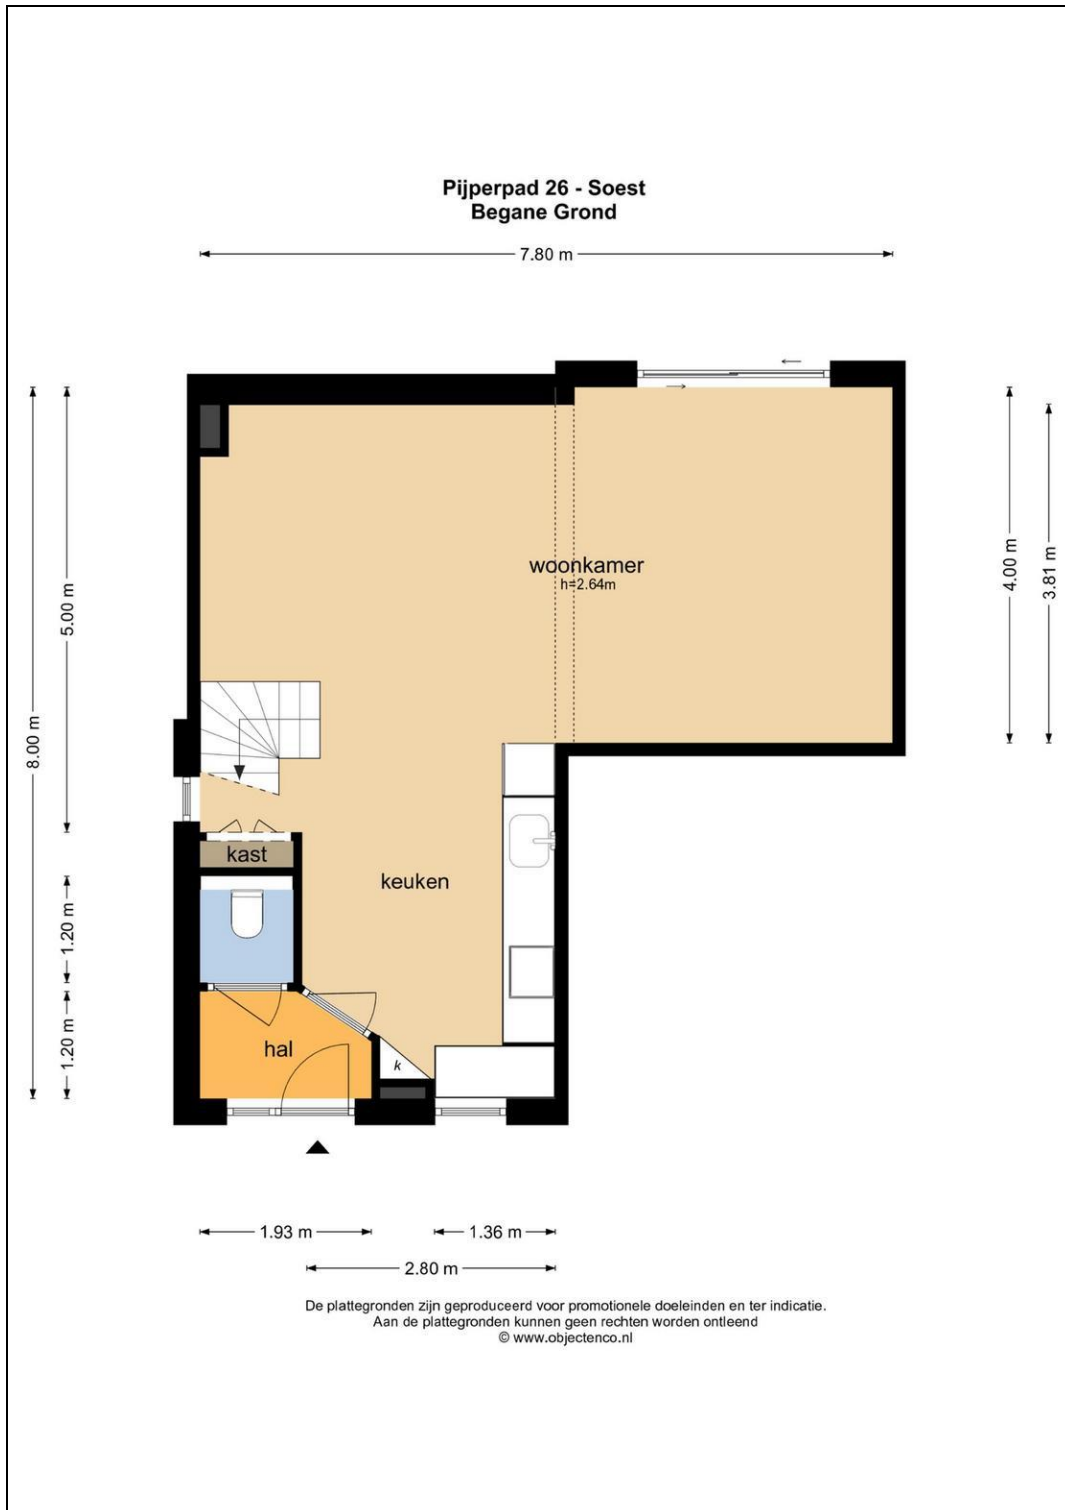 Pijperpad 26 - Soest
Begane Grond
7.80 m
woonkamer
h=2.64m
4.00 m
3.81 m
5.00 m
8.00 m
kast
keuken
1.20 m
1.20 m
hal
k
1.93 m
1.36 m
2.80 m
De plattegronden zijn geproduceerd voor promotionele doeleinden en ter indicatie.
Aan de plattegronden kunnen geen rechten worden ontleend
© www.objectenco.nl